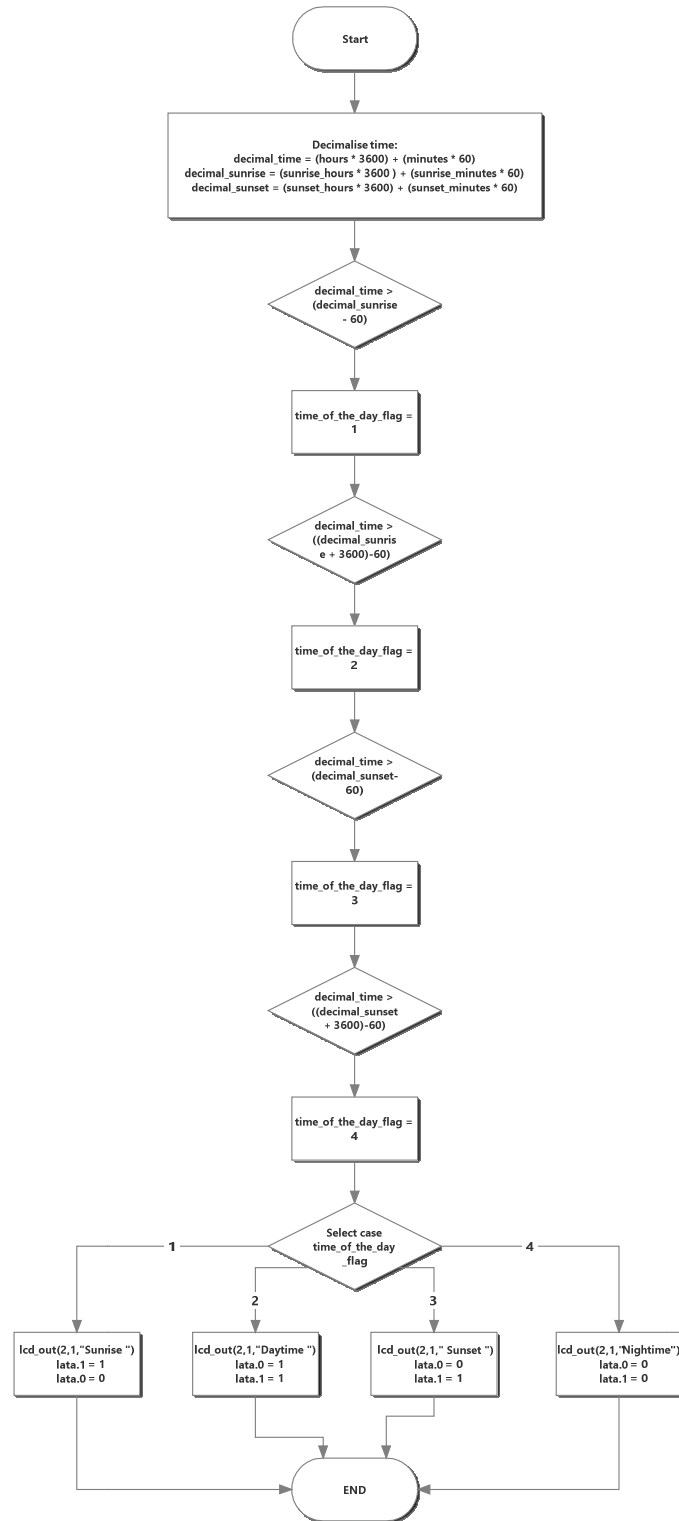 Start
Decimalise time:
decimal_time = (hours * 3600) + (minutes * 60)
decimal_sunrise = (sunrise_hours * 3600 ) + (sunrise_minutes * 60)
decimal_sunset = (sunset_hours * 3600) + (sunset_minutes * 60)
decimal_time >
(decimal_sunrise
- 60)
time_of_the_day_flag =
1
decimal_time >
((decimal_sunris
e + 3600)-60)
time_of_the_day_flag =
2
decimal_time >
(decimal_sunset-
60)
time_of_the_day_flag =
3
decimal_time >
((decimal_sunset
+ 3600)-60)
time_of_the_day_flag =
4
Select case
time_of_the_day
_flag
1
4
2
3
lcd_out(2,1,"Sunrise ")
lata.1 = 1
lata.0 = 0
lcd_out(2,1,"Daytime ")
lata.0 = 1
lata.1 = 1
lcd_out(2,1," Sunset ")
lata.0 = 0
lata.1 = 1
lcd_out(2,1,"Nightime")
lata.0 = 0
lata.1 = 0
END